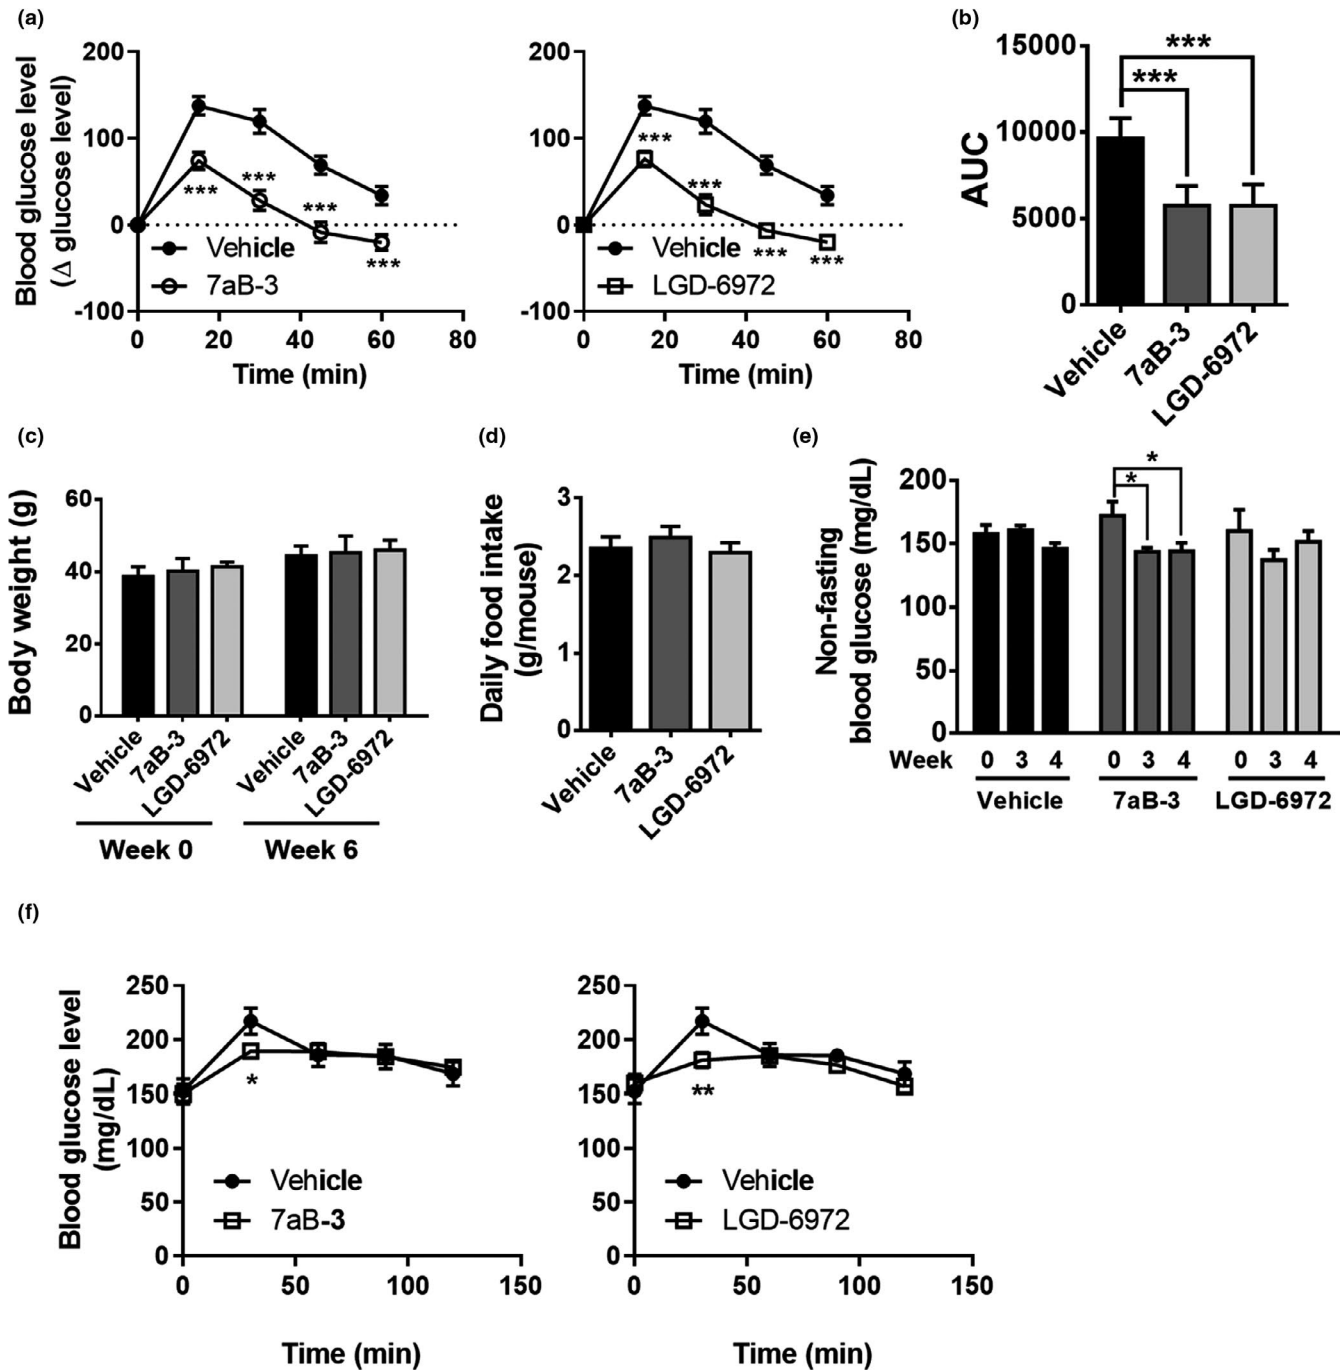 (a)
Blood glucose level
(Δ glucose level)
200
100
0
-100
***
***
***
***
Vehicle
7aB-3
0
20
40
60
80
Time (min)
200
100
0
-100
***
***
***
***
Vehicle
LGD-6972
0
20
40
60
80
Time (min)
(b)
AUC
15000
10000
5000
0
***
***
Vehicle
7aB-3
LGD-6972
(c)
Body weight (g)
60
40
20
0
Vehicle
7aB-3
LGD-6972
Vehicle
7aB-3
LGD-6972
Week 0
Week 6
(d)
Daily food intake
(g/mouse)
3
2
1
0
Vehicle
7aB-3
LGD-6972
(e)
Non-fasting
blood glucose (mg/dL)
200
150
100
50
0
*
*
Week
0 3 4
0 3 4
0 3 4
Vehicle
7aB-3
LGD-6972
(f)
Blood glucose level
(mg/dL)
250
200
150
100
50
0
*
Vehicle
7aB-3
0
50
100
150
Time (min)
250
200
150
100
50
0
**
Vehicle
LGD-6972
0
50
100
150
Time (min)